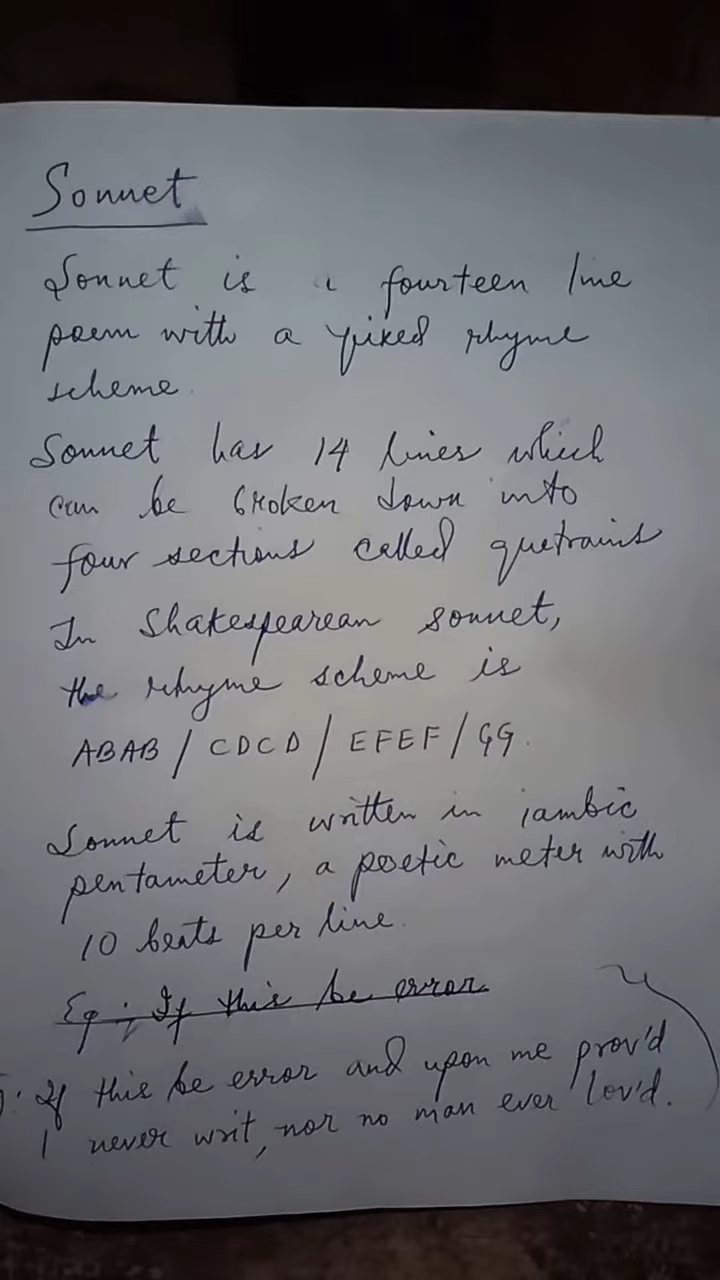 Sonnet
Sonnet is a fourteen line
poem with a fixed rhyme
scheme.
Sonnet has 14 lines which
can be broken down into
four sections called quetrains
In Shakespearean sonnet,
the rhyme scheme is
ABAB / CDCD / EFEF / GG.
Sonnet is written in iambic
pentameter, a poetic meter with
10 beats per line.
Eg : If this be error
: If this be error and upon me prov'd
I never writ, nor no man ever lov'd.